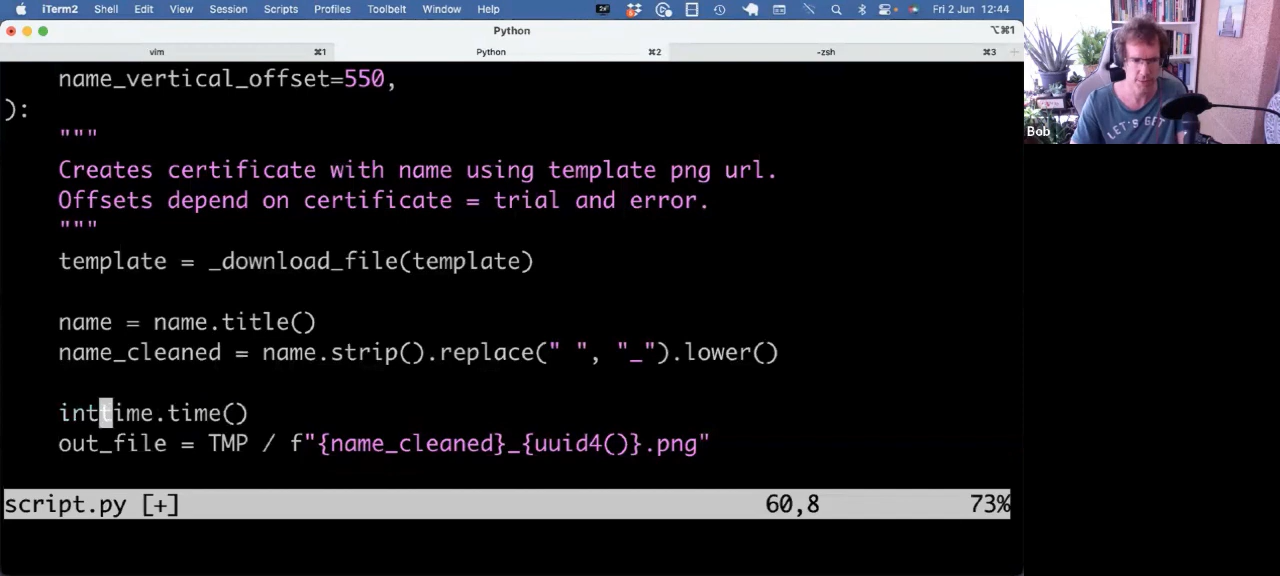 iTerm2 Shell Edit View Session Scripts Profiles Toolbelt Window Help Fri 2 Jun 12:44
Python ⌥⌘1
vim ⌘1 Python ⌘2 -zsh ⌘3
name_vertical_offset=550,
):
"""
Creates certificate with name using template png url.
Offsets depend on certificate = trial and error.
"""
template = _download_file(template)
name = name.title()
name_cleaned = name.strip().replace(" ", "_").lower()
inttime.time()
out_file = TMP / f"{name_cleaned}_{uuid4()}.png"
script.py [+] 60,8 73%
Bob
LET'S GET